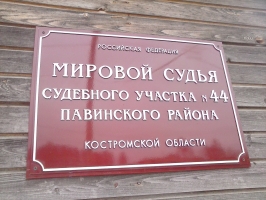 РОССИЙСКАЯ ФЕДЕРАЦИЯ
МИРОВОЙ СУДЬЯ
СУДЕБНОГО УЧАСТКА № 44
ПАВИНСКОГО РАЙОНА
КОСТРОМСКОЙ ОБЛАСТИ